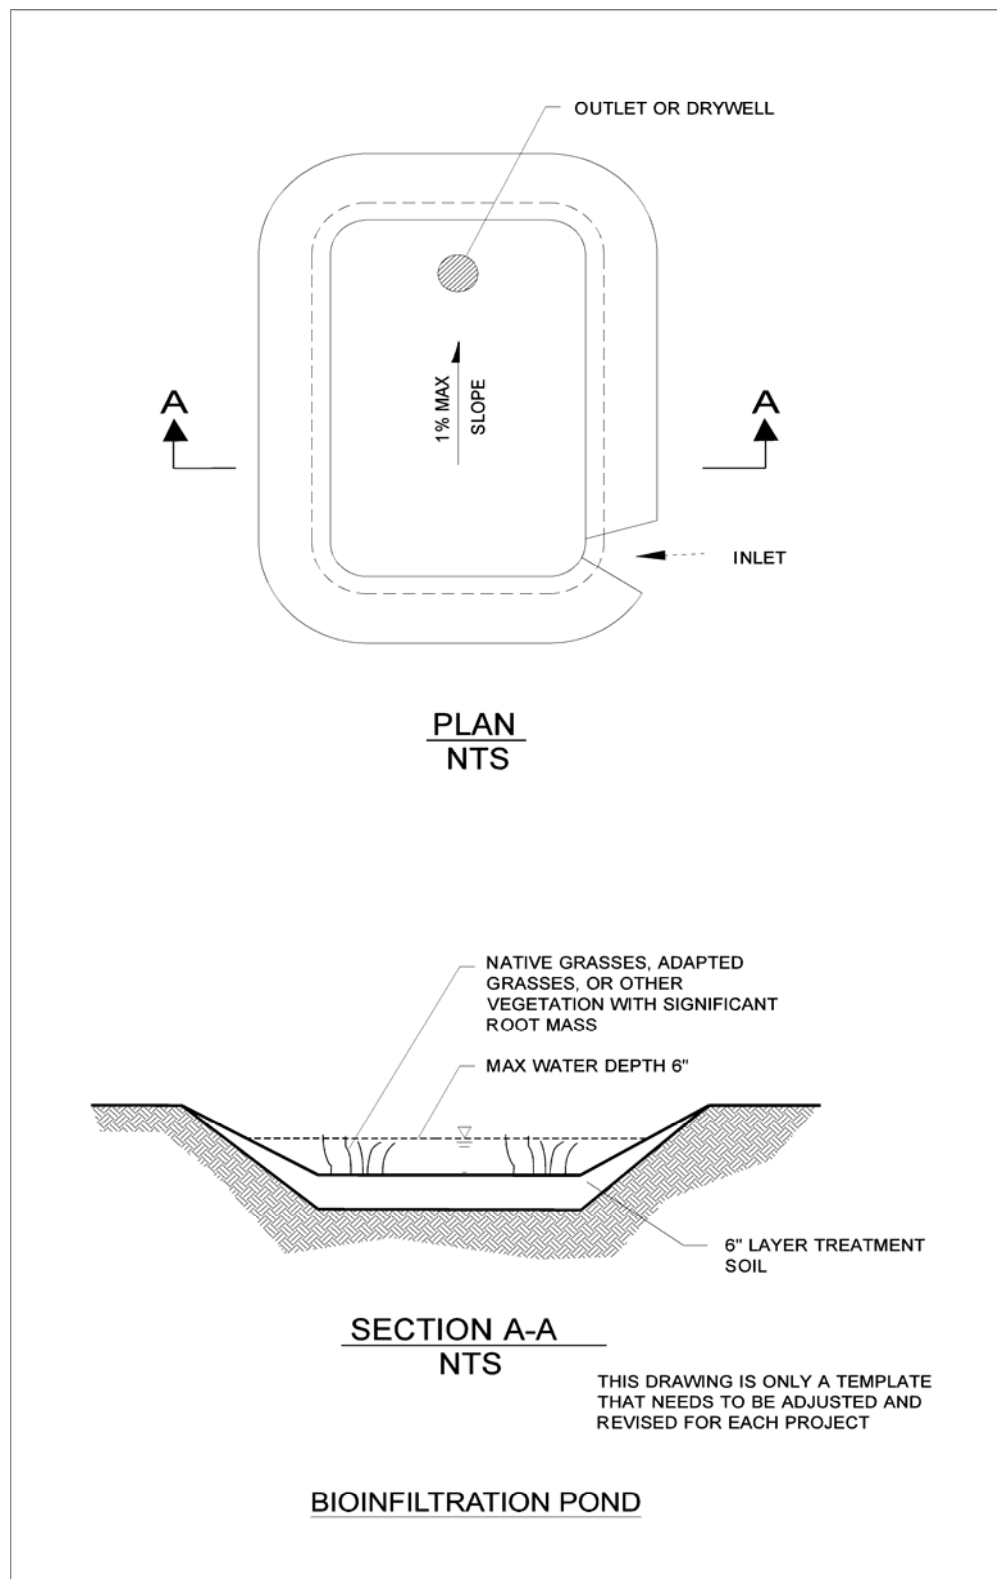 OUTLET OR DRYWELL
1% MAX
SLOPE
A
A
INLET
PLAN
NTS
NATIVE GRASSES, ADAPTED
GRASSES, OR OTHER
VEGETATION WITH SIGNIFICANT
ROOT MASS
MAX WATER DEPTH 6"
6" LAYER TREATMENT
SOIL
SECTION A-A
NTS
THIS DRAWING IS ONLY A TEMPLATE
THAT NEEDS TO BE ADJUSTED AND
REVISED FOR EACH PROJECT
BIOINFILTRATION POND